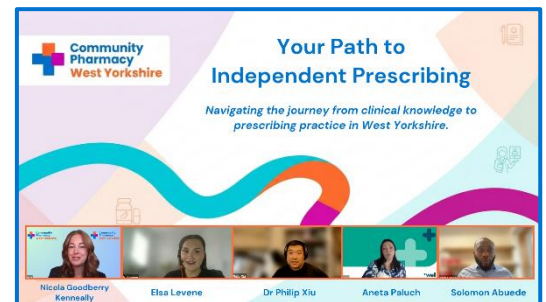 Community
Pharmacy
West Yorkshire
Your Path to
Independent Prescribing
Navigating the journey from clinical knowledge to
prescribing practice in West Yorkshire.
Nicola Goodberry
Kenneally
Elsa Levene
Dr Philip Xiu
Aneta Paluch
Solomon Abuede